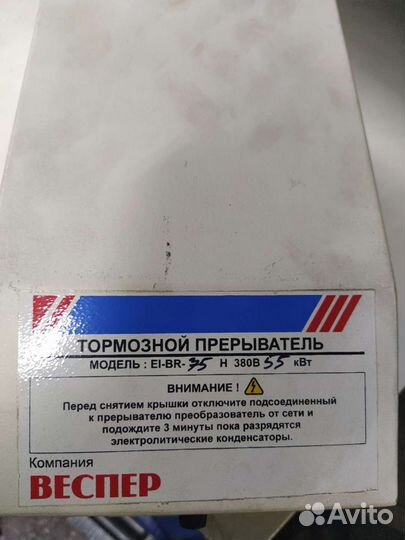 ТОРМОЗНОЙ ПРЕРЫВАТЕЛЬ
МОДЕЛЬ : EI-BR-35 Н 380В 55 кВт
ВНИМАНИЕ !
Перед снятием крышки отключите подсоединенный
к прерывателю преобразователь от сети и
подождите 3 минуты пока разрядятся
электролитические конденсаторы.
Компания
ВЕСПЕР
Avito